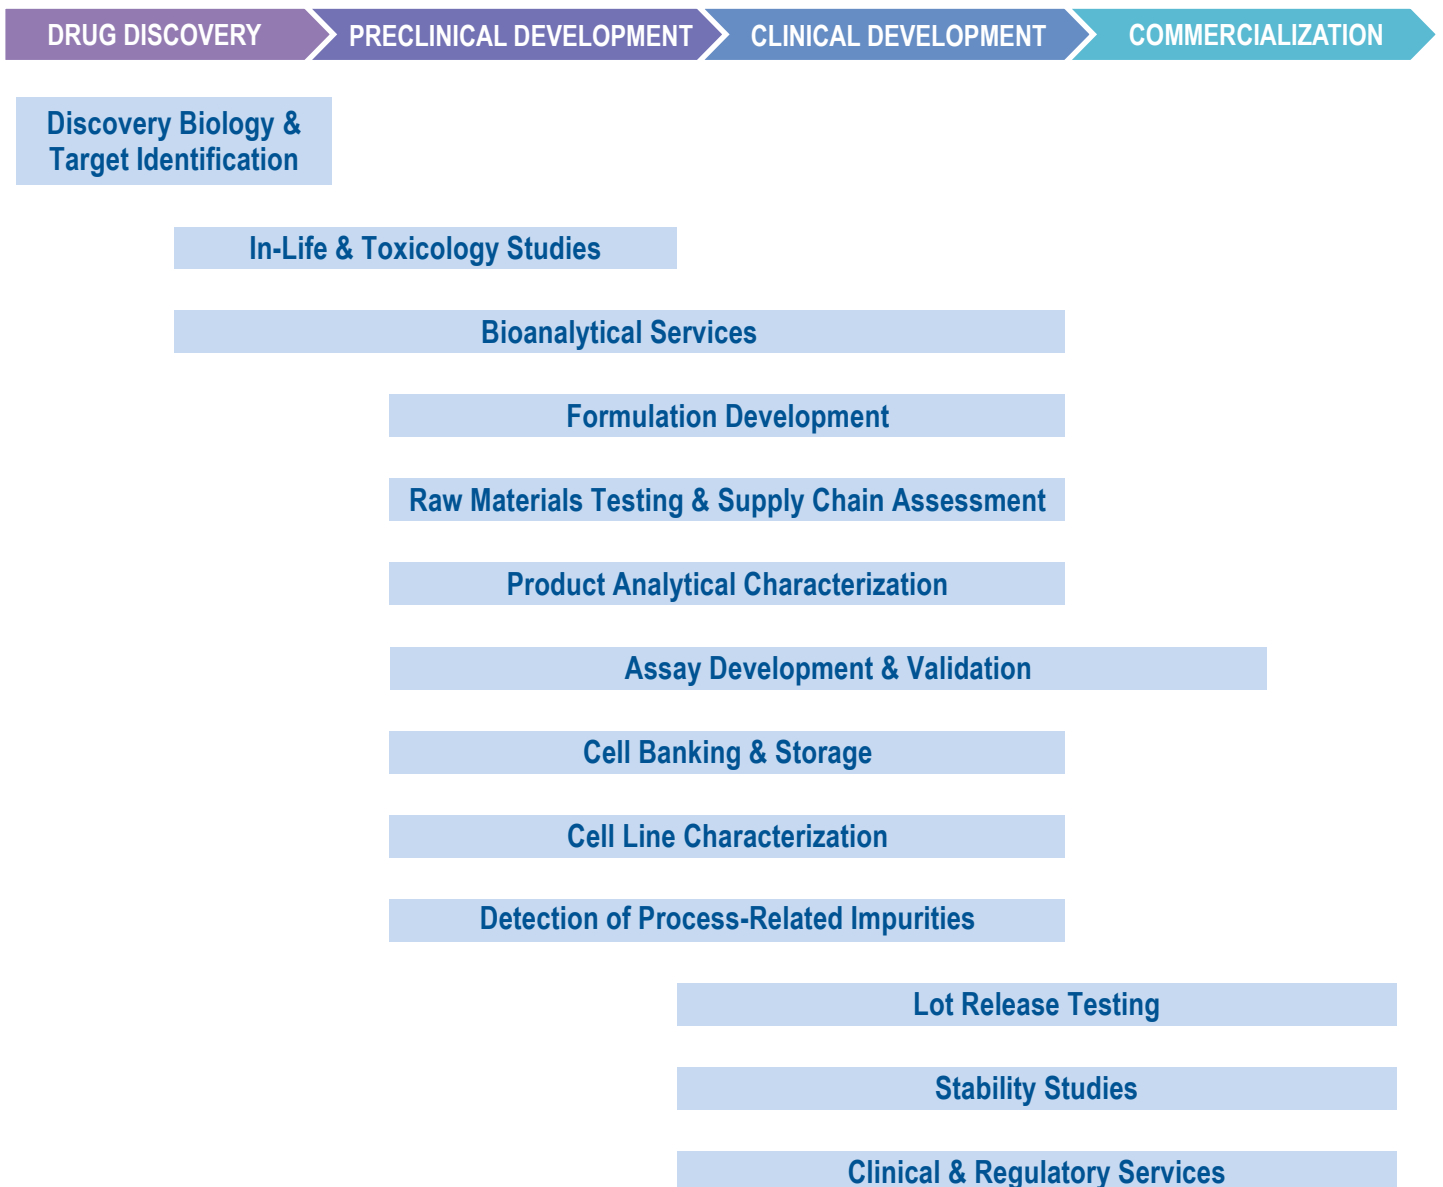 DRUG DISCOVERY
PRECLINICAL DEVELOPMENT
CLINICAL DEVELOPMENT
COMMERCIALIZATION
Discovery Biology &
Target Identification
In-Life & Toxicology Studies
Bioanalytical Services
Formulation Development
Raw Materials Testing & Supply Chain Assessment
Product Analytical Characterization
Assay Development & Validation
Cell Banking & Storage
Cell Line Characterization
Detection of Process-Related Impurities
Lot Release Testing
Stability Studies
Clinical & Regulatory Services